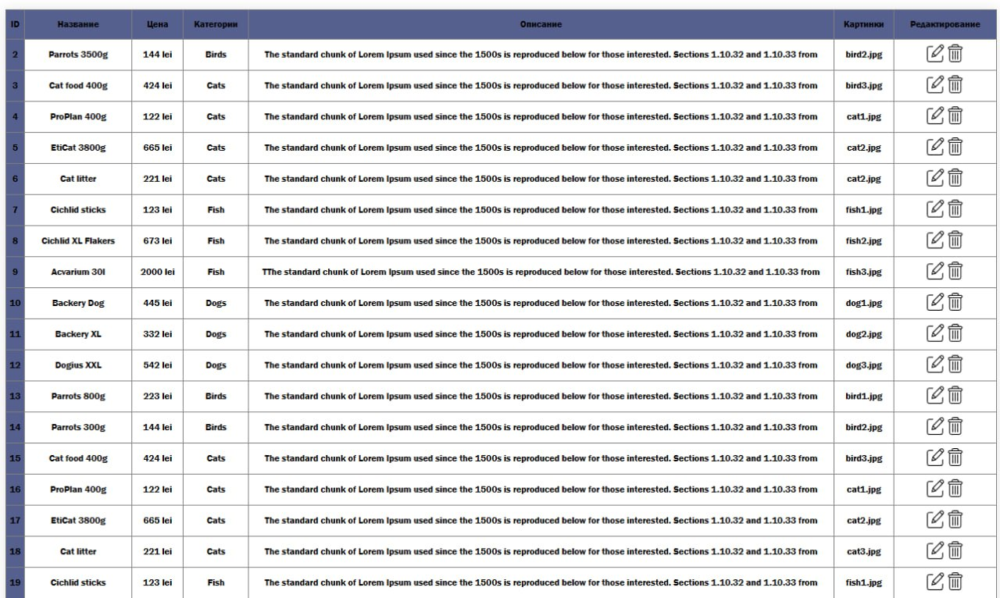 ID Название Цена Категории Описание Картинки Редактирование
2 Parrots 3500g 144 lei Birds The standard chunk of Lorem Ipsum used since the 1500s is reproduced below for those interested. Sections 1.10.32 and 1.10.33 from bird2.jpg
3 Cat food 400g 424 lei Cats The standard chunk of Lorem Ipsum used since the 1500s is reproduced below for those interested. Sections 1.10.32 and 1.10.33 from bird3.jpg
4 ProPlan 400g 122 lei Cats The standard chunk of Lorem Ipsum used since the 1500s is reproduced below for those interested. Sections 1.10.32 and 1.10.33 from cat1.jpg
5 EtiCat 3800g 665 lei Cats The standard chunk of Lorem Ipsum used since the 1500s is reproduced below for those interested. Sections 1.10.32 and 1.10.33 from cat2.jpg
6 Cat litter 221 lei Cats The standard chunk of Lorem Ipsum used since the 1500s is reproduced below for those interested. Sections 1.10.32 and 1.10.33 from cat2.jpg
7 Cichlid sticks 123 lei Fish The standard chunk of Lorem Ipsum used since the 1500s is reproduced below for those interested. Sections 1.10.32 and 1.10.33 from fish1.jpg
8 Cichlid XL Flakers 673 lei Fish The standard chunk of Lorem Ipsum used since the 1500s is reproduced below for those interested. Sections 1.10.32 and 1.10.33 from fish2.jpg
9 Acvarium 30l 2000 lei Fish TThe standard chunk of Lorem Ipsum used since the 1500s is reproduced below for those interested. Sections 1.10.32 and 1.10.33 from fish3.jpg
10 Backery Dog 445 lei Dogs The standard chunk of Lorem Ipsum used since the 1500s is reproduced below for those interested. Sections 1.10.32 and 1.10.33 from dog1.jpg
11 Backery XL 332 lei Dogs The standard chunk of Lorem Ipsum used since the 1500s is reproduced below for those interested. Sections 1.10.32 and 1.10.33 from dog2.jpg
12 Dogius XXL 542 lei Dogs The standard chunk of Lorem Ipsum used since the 1500s is reproduced below for those interested. Sections 1.10.32 and 1.10.33 from dog3.jpg
13 Parrots 800g 223 lei Birds The standard chunk of Lorem Ipsum used since the 1500s is reproduced below for those interested. Sections 1.10.32 and 1.10.33 from bird1.jpg
14 Parrots 300g 144 lei Birds The standard chunk of Lorem Ipsum used since the 1500s is reproduced below for those interested. Sections 1.10.32 and 1.10.33 from bird2.jpg
15 Cat food 400g 424 lei Cats The standard chunk of Lorem Ipsum used since the 1500s is reproduced below for those interested. Sections 1.10.32 and 1.10.33 from bird3.jpg
16 ProPlan 400g 122 lei Cats The standard chunk of Lorem Ipsum used since the 1500s is reproduced below for those interested. Sections 1.10.32 and 1.10.33 from cat1.jpg
17 EtiCat 3800g 665 lei Cats The standard chunk of Lorem Ipsum used since the 1500s is reproduced below for those interested. Sections 1.10.32 and 1.10.33 from cat2.jpg
18 Cat litter 221 lei Cats The standard chunk of Lorem Ipsum used since the 1500s is reproduced below for those interested. Sections 1.10.32 and 1.10.33 from cat3.jpg
19 Cichlid sticks 123 lei Fish The standard chunk of Lorem Ipsum used since the 1500s is reproduced below for those interested. Sections 1.10.32 and 1.10.33 from fish1.jpg